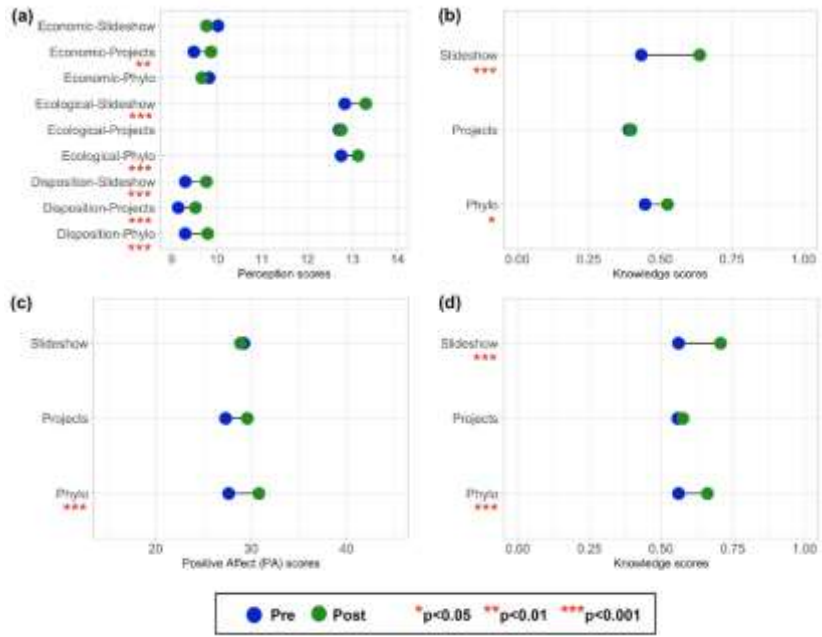 (a)
Economic-Slideshow
Economic-Projects
**
Economic-Phylo
Ecological-Slideshow
***
Ecological-Projects
Ecological-Phylo
***
Disposition-Slideshow
***
Disposition-Projects
***
Disposition-Phylo
***
9 10 11 12 13 14
Perception scores
(b)
Slideshow
***
Projects
Phylo
*
0.00 0.25 0.50 0.75 1.00
Knowledge scores
(c)
Slideshow
Projects
Phylo
***
20 30 40
Positive Affect (PA) scores
(d)
Slideshow
***
Projects
Phylo
***
0.00 0.25 0.50 0.75 1.00
Knowledge scores
Pre Post *p<0.05 **p<0.01 ***p<0.001